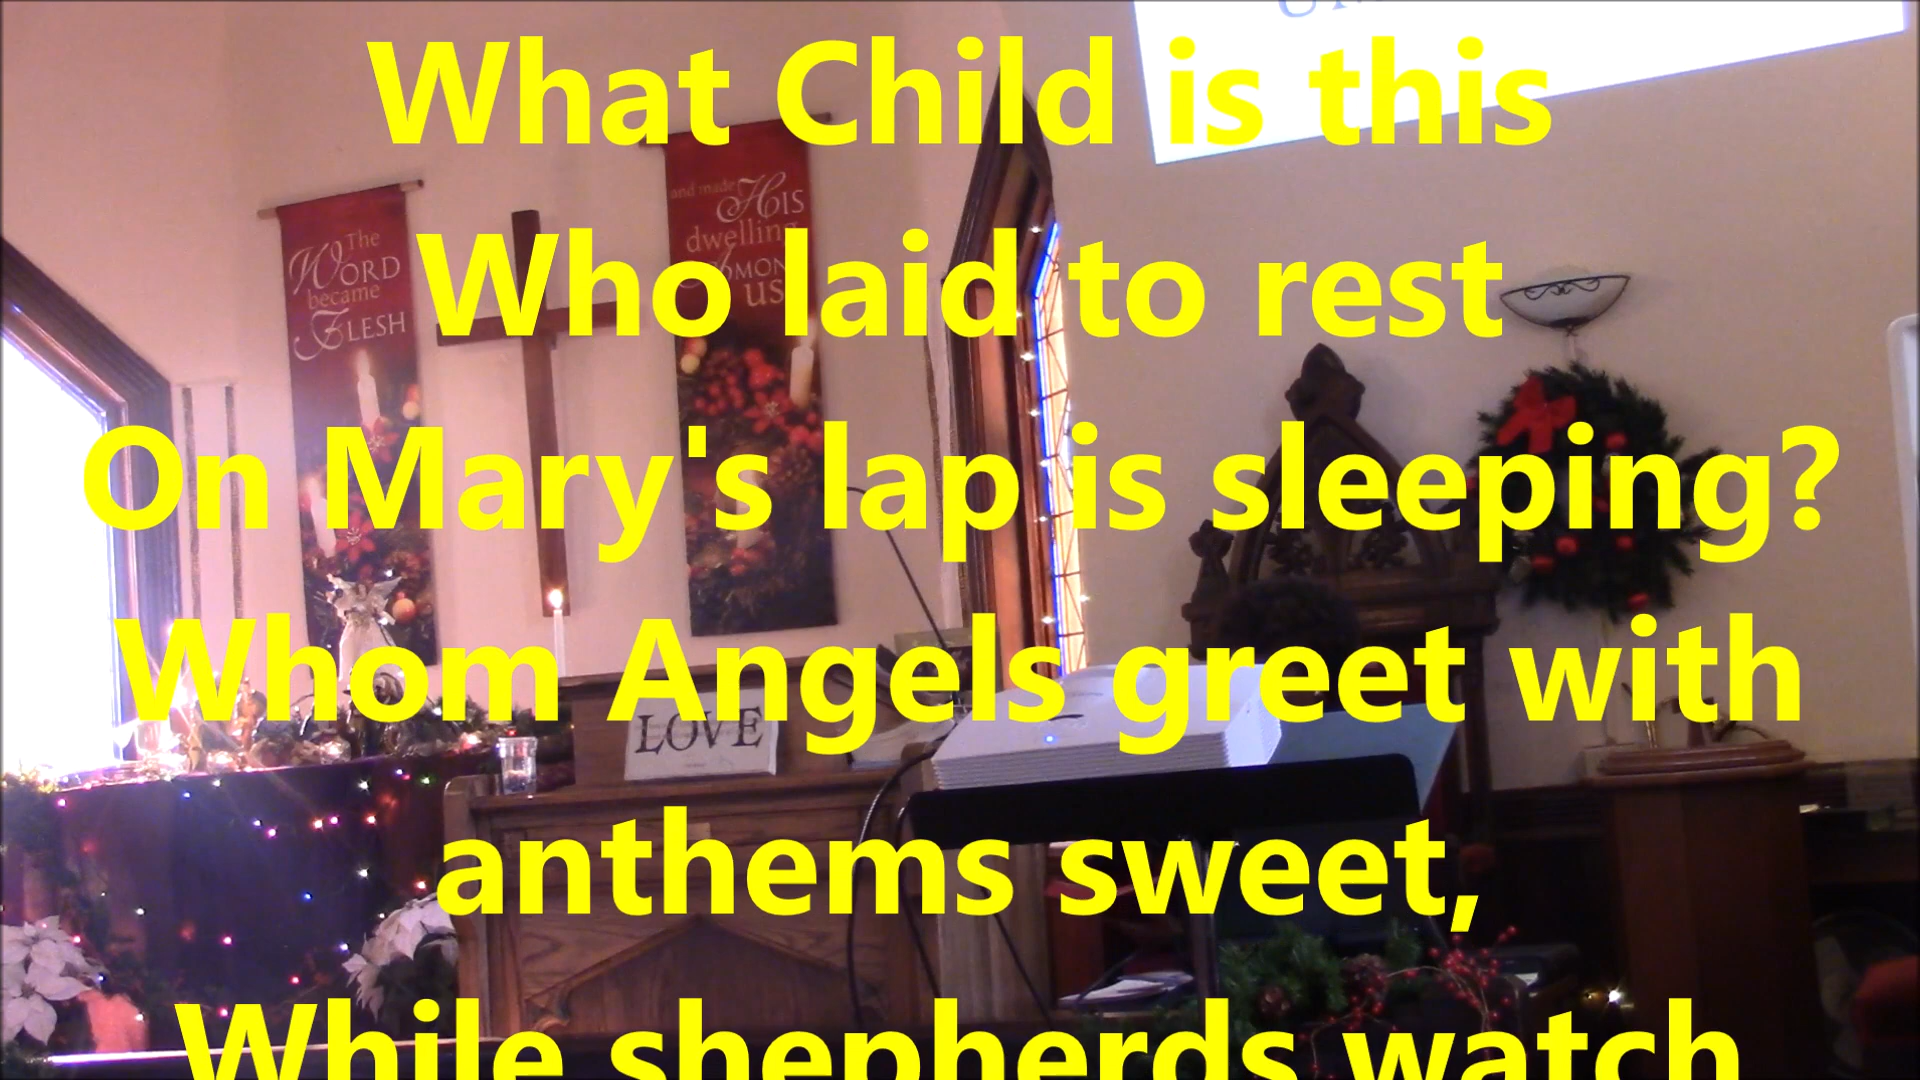 What Child is this
Who laid to rest
On Mary's lap is sleeping?
Whom Angels greet with
anthems sweet,
While shepherds watch
The
WORD
became
FLESH
and made HIS
dwelling
us
LOVE